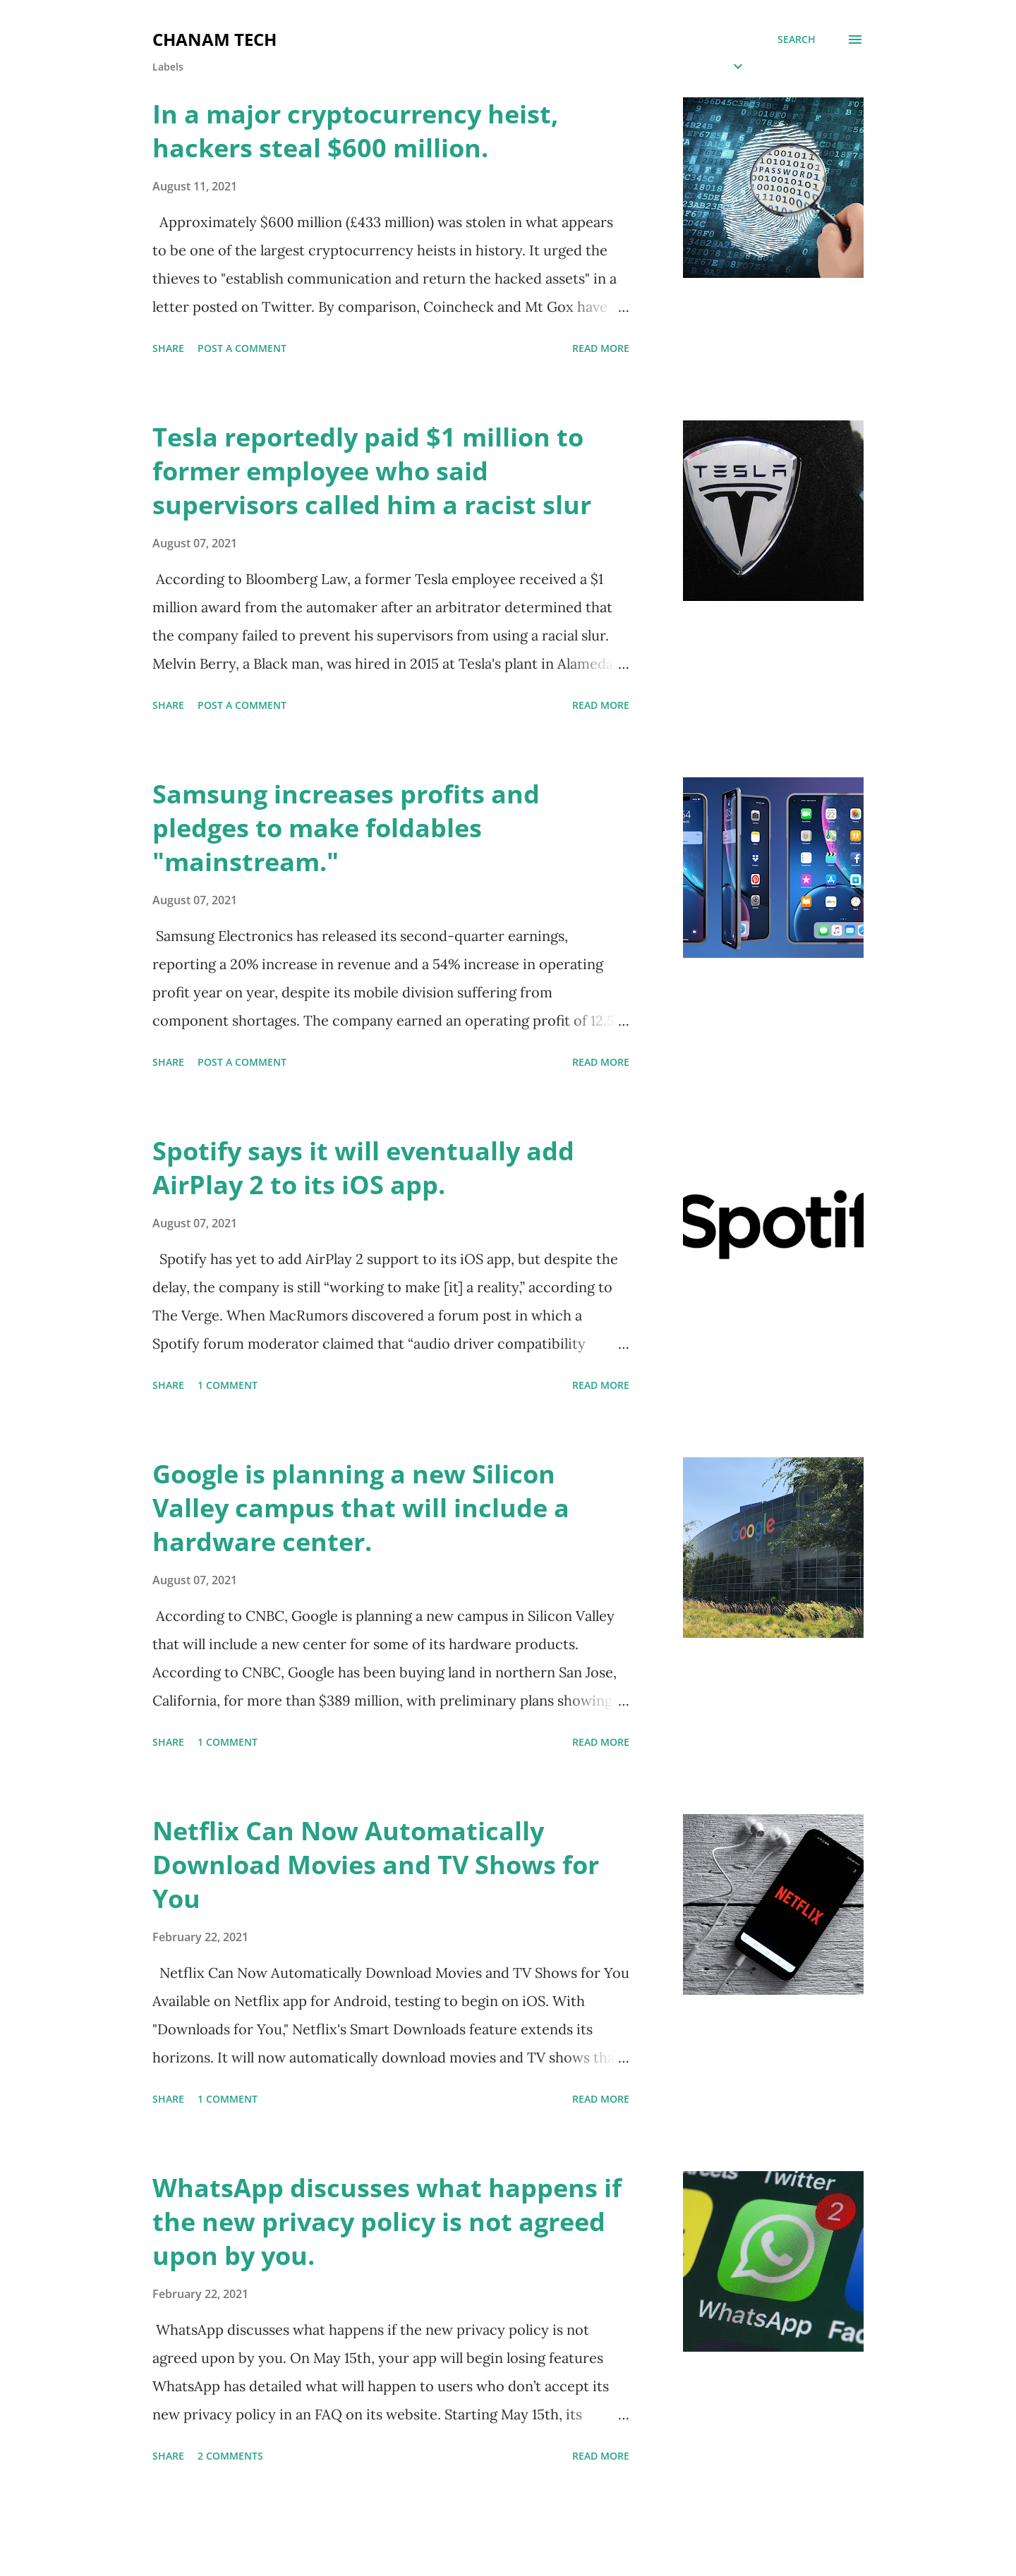 CHANAM TECH
SEARCH
Labels
In a major cryptocurrency heist,
hackers steal $600 million.
August 11, 2021
Approximately $600 million (£433 million) was stolen in what appears
to be one of the largest cryptocurrency heists in history. It urged the
thieves to "establish communication and return the hacked assets" in a
letter posted on Twitter. By comparison, Coincheck and Mt Gox have ...
SHARE POST A COMMENT READ MORE
PASSWORD
Tesla reportedly paid $1 million to
former employee who said
supervisors called him a racist slur
August 07, 2021
According to Bloomberg Law, a former Tesla employee received a $1
million award from the automaker after an arbitrator determined that
the company failed to prevent his supervisors from using a racial slur.
Melvin Berry, a Black man, was hired in 2015 at Tesla's plant in Alameda ...
SHARE POST A COMMENT READ MORE
TESLA
Samsung increases profits and
pledges to make foldables
"mainstream."
August 07, 2021
Samsung Electronics has released its second-quarter earnings,
reporting a 20% increase in revenue and a 54% increase in operating
profit year on year, despite its mobile division suffering from
component shortages. The company earned an operating profit of 12.5 ...
SHARE POST A COMMENT READ MORE
Spotify says it will eventually add
AirPlay 2 to its iOS app.
August 07, 2021
Spotify has yet to add AirPlay 2 support to its iOS app, but despite the
delay, the company is still “working to make [it] a reality,” according to
The Verge. When MacRumors discovered a forum post in which a
Spotify forum moderator claimed that “audio driver compatibility ...
SHARE 1 COMMENT READ MORE
Spotif
Google is planning a new Silicon
Valley campus that will include a
hardware center.
August 07, 2021
According to CNBC, Google is planning a new campus in Silicon Valley
that will include a new center for some of its hardware products.
According to CNBC, Google has been buying land in northern San Jose,
California, for more than $389 million, with preliminary plans showing ...
SHARE 1 COMMENT READ MORE
Google
Netflix Can Now Automatically
Download Movies and TV Shows for
You
February 22, 2021
Netflix Can Now Automatically Download Movies and TV Shows for You
Available on Netflix app for Android, testing to begin on iOS. With
"Downloads for You," Netflix's Smart Downloads feature extends its
horizons. It will now automatically download movies and TV shows tha ...
SHARE 1 COMMENT READ MORE
NETFLIX
WhatsApp discusses what happens if
the new privacy policy is not agreed
upon by you.
February 22, 2021
WhatsApp discusses what happens if the new privacy policy is not
agreed upon by you. On May 15th, your app will begin losing features
WhatsApp has detailed what will happen to users who don’t accept its
new privacy policy in an FAQ on its website. Starting May 15th, its ...
SHARE 2 COMMENTS READ MORE
Twitter
2
WhatsApp
Fac